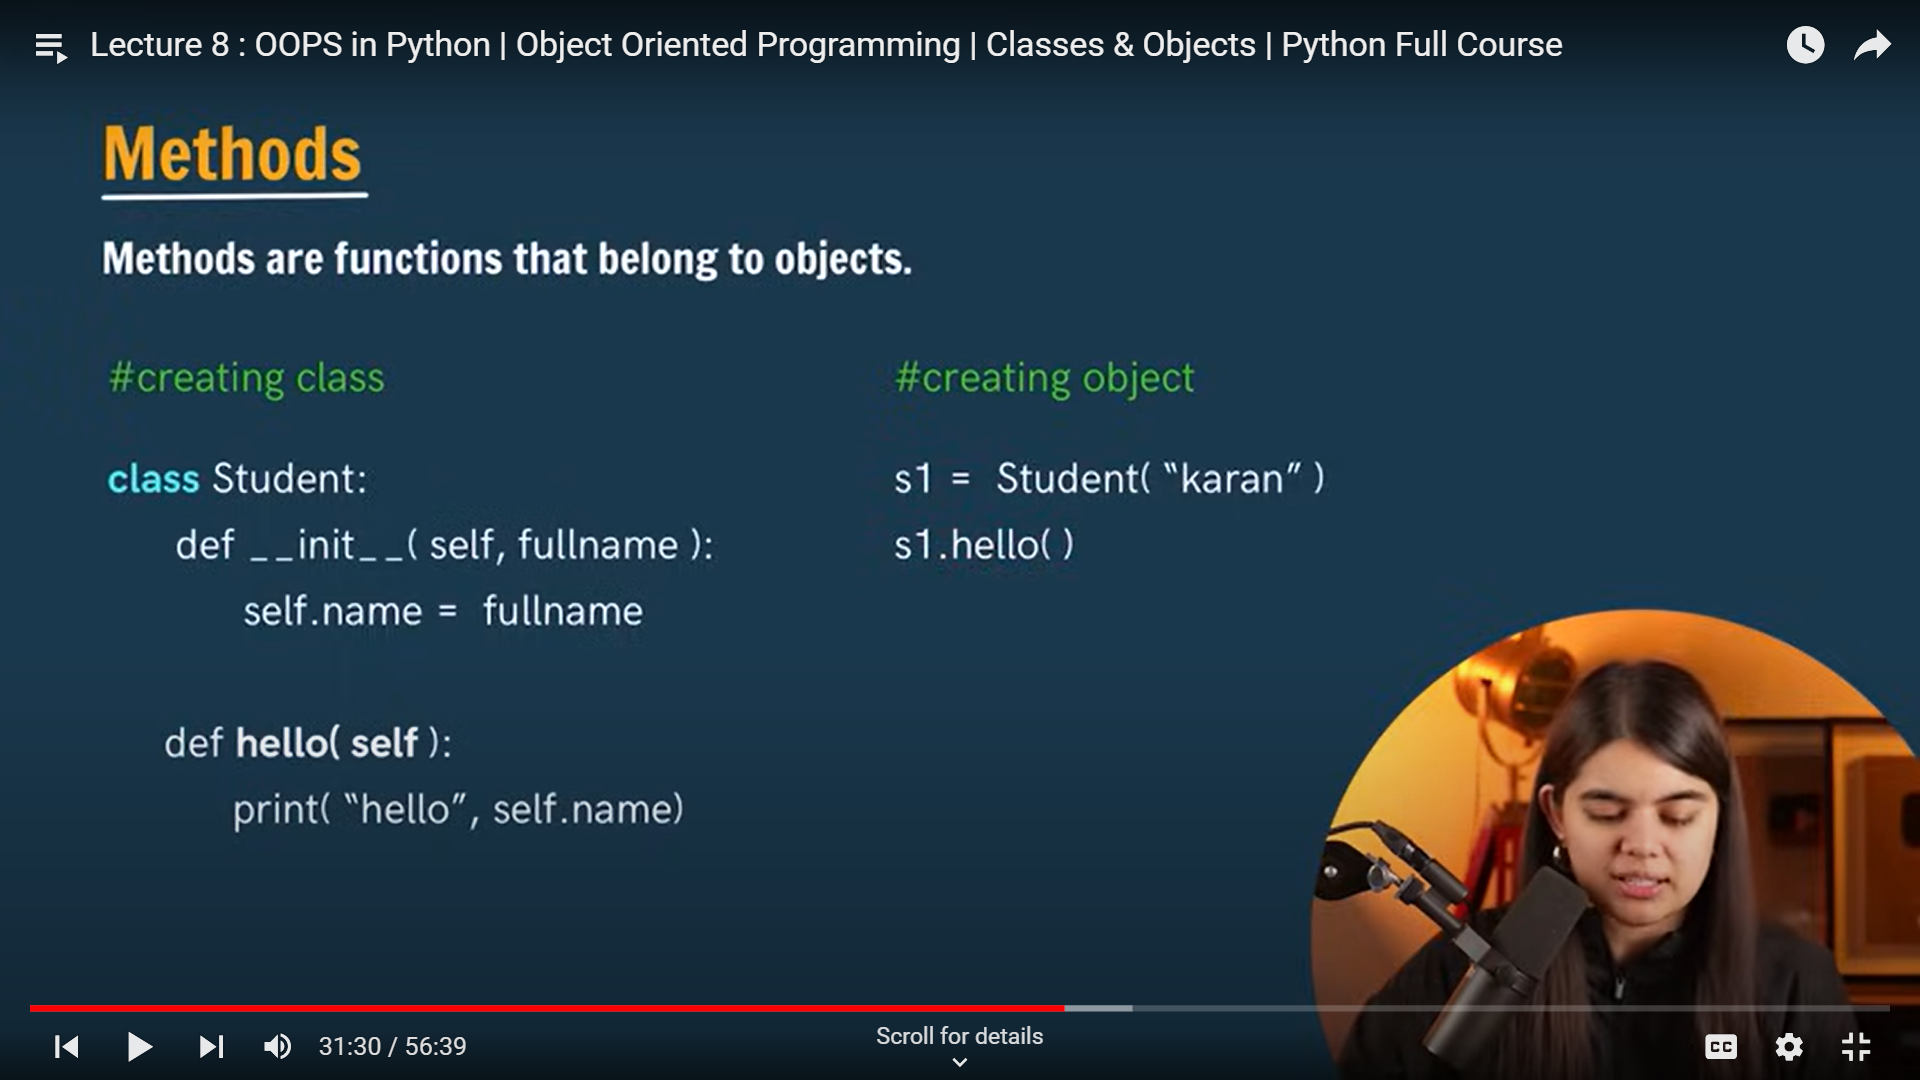 Lecture 8 : OOPS in Python | Object Oriented Programming | Classes & Objects | Python Full Course
Methods
Methods are functions that belong to objects.
#creating class
class Student:
def __init__( self, fullname ):
self.name = fullname
def hello( self ):
print( “hello”, self.name)
#creating object
s1 = Student( “karan” )
s1.hello( )
31:30 / 56:39
Scroll for details
CC